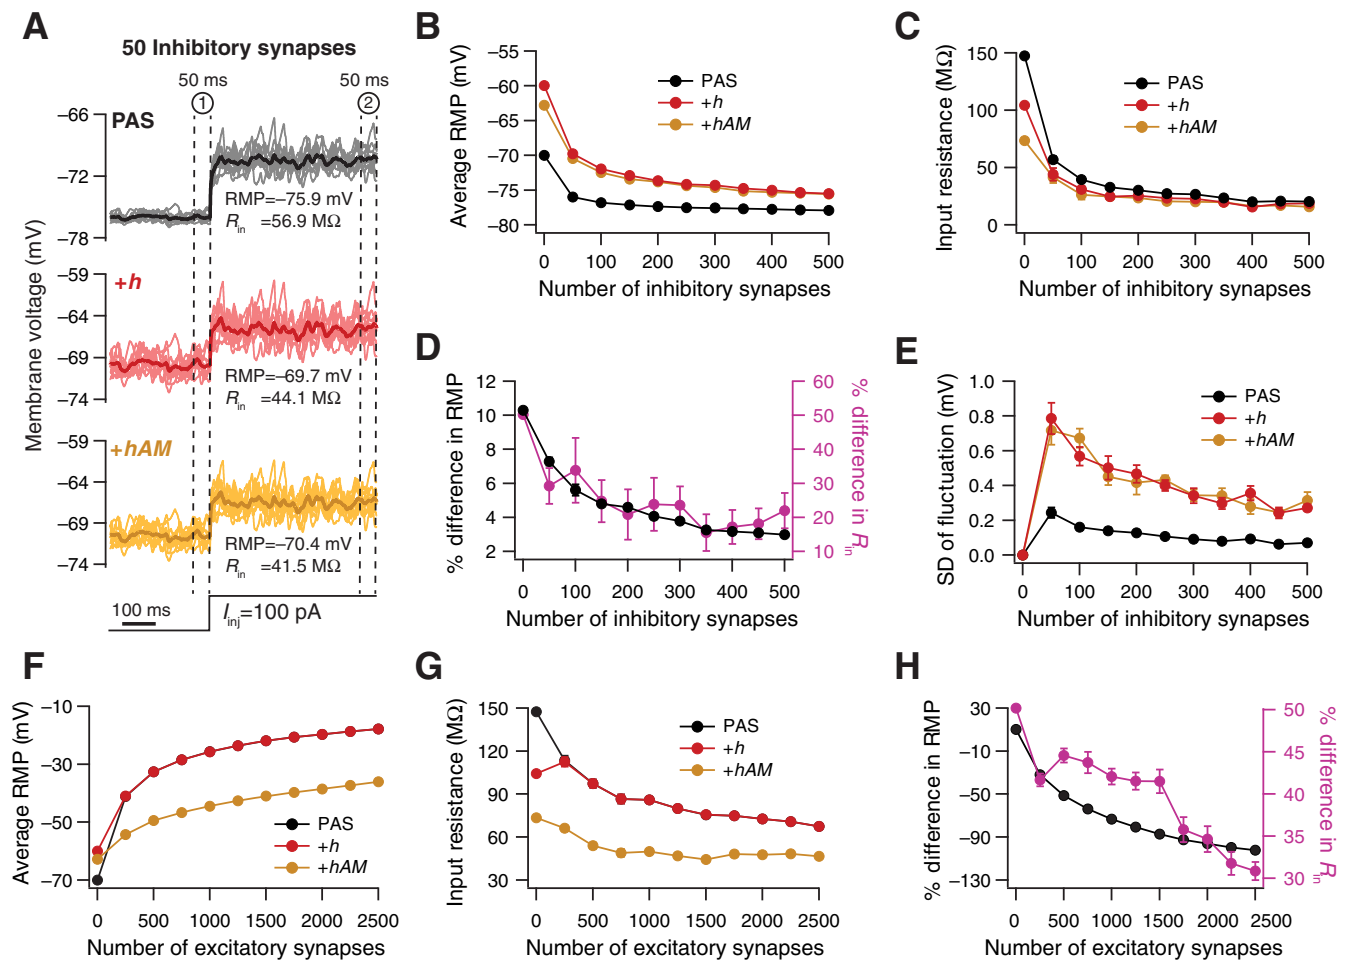 A
50 Inhibitory synapses
50 ms
50 ms
1
2
PAS
−66
−72
−78
RMP=−75.9 mV
Rin =56.9 MΩ
+h
−59
−64
−69
−74
RMP=−69.7 mV
Rin =44.1 MΩ
+hAM
−59
−64
−69
−74
RMP=−70.4 mV
Rin =41.5 MΩ
Membrane voltage (mV)
100 ms
Iinj=100 pA
B
Average RMP (mV)
−55
−60
−65
−70
−75
−80
PAS
+h
+hAM
0 100 200 300 400 500
Number of inhibitory synapses
C
Input resistance (MΩ)
150
100
50
0
PAS
+h
+hAM
0 100 200 300 400 500
Number of inhibitory synapses
D
% difference in RMP
12
10
8
6
4
2
% difference in Rin
60
50
40
30
20
10
0 100 200 300 400 500
Number of inhibitory synapses
E
SD of fluctuation (mV)
1.0
0.8
0.6
0.4
0.2
0.0
PAS
+h
+hAM
0 100 200 300 400 500
Number of inhibitory synapses
F
Average RMP (mV)
−10
−30
−50
−70
PAS
+h
+hAM
0 500 1000 1500 2000 2500
Number of excitatory synapses
G
Input resistance (MΩ)
150
120
90
60
30
PAS
+h
+hAM
0 500 1000 1500 2000 2500
Number of excitatory synapses
H
% difference in RMP
30
−10
−50
−90
−130
% difference in Rin
50
45
40
35
30
0 500 1000 1500 2000 2500
Number of excitatory synapses